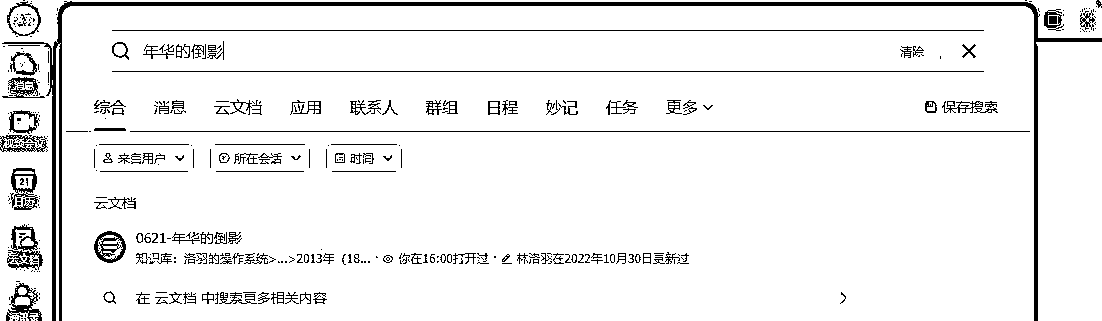 年华的倒影
清除
综合 消息 云文档 应用 联系人 群组 日程 妙记 任务 更多
保存搜索
来自用户 所在会话 时间
云文档
0621-年华的倒影
知识库：洛羽的操作系统>...>2013年（18... · 你在16:00打开过 · 林洛羽在2022年10月30日更新过
在 云文档 中搜索更多相关内容
消息
视频会议
21
日历
云文档